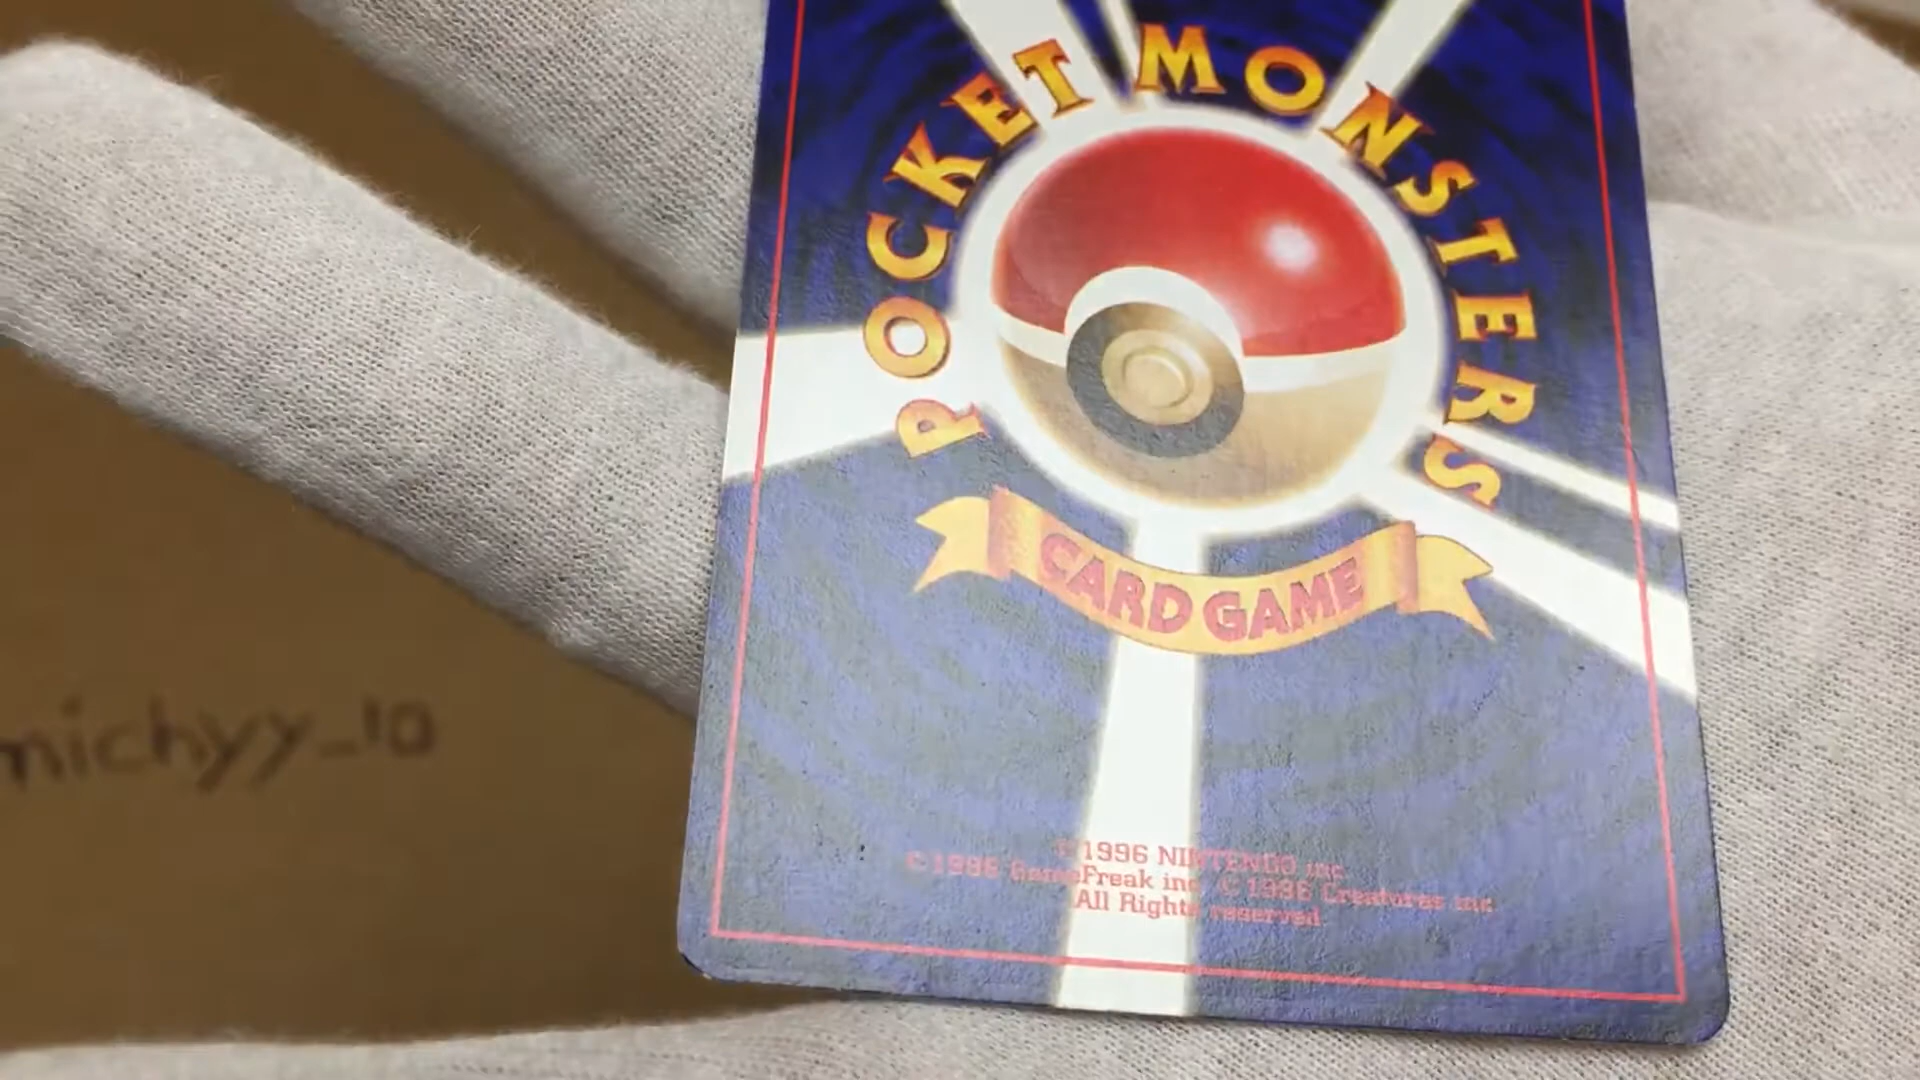 POCKET MONSTERS
CARD GAME
©1996 NINTENDO inc.
©1996 GameFreak inc. ©1996 Creatures inc.
All Rights reserved.
michyy_10